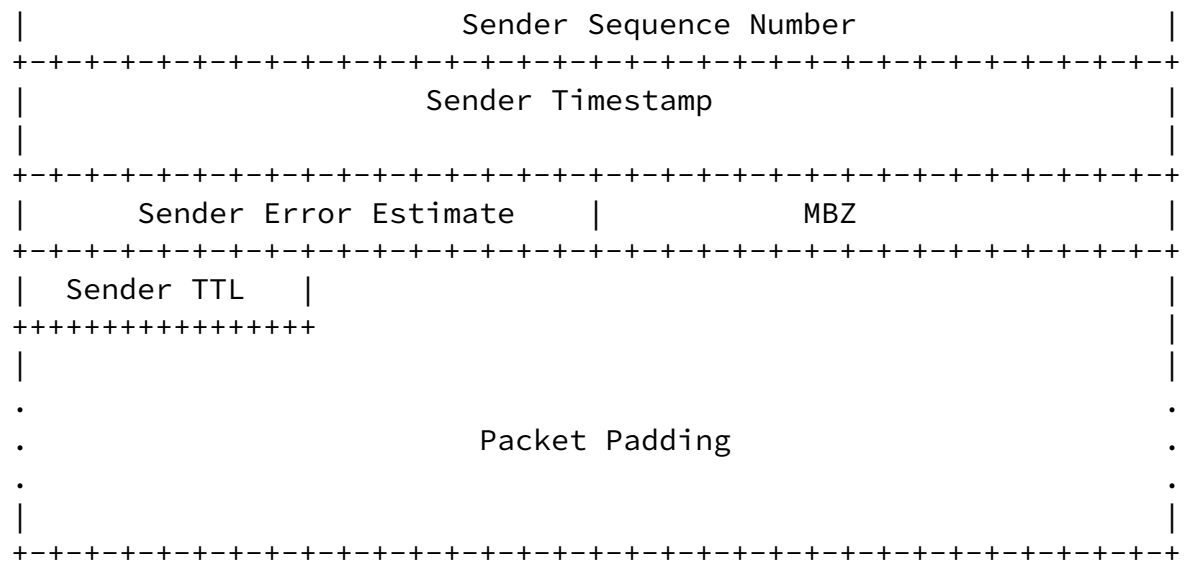 |                         Sender Sequence Number                 |
+-+-+-+-+-+-+-+-+-+-+-+-+-+-+-+-+-+-+-+-+-+-+-+-+-+-+-+-+-+-+-+-+
|                       Sender Timestamp                         |
|                                                                |
+-+-+-+-+-+-+-+-+-+-+-+-+-+-+-+-+-+-+-+-+-+-+-+-+-+-+-+-+-+-+-+-+
|      Sender Error Estimate    |           MBZ                  |
+-+-+-+-+-+-+-+-+-+-+-+-+-+-+-+-+-+-+-+-+-+-+-+-+-+-+-+-+-+-+-+-+
|  Sender TTL   |                                                |
+++++++++++++++++                                                |
|                                                                |
.                                                                .
.                         Packet Padding                         .
.                                                                .
|                                                                |
+-+-+-+-+-+-+-+-+-+-+-+-+-+-+-+-+-+-+-+-+-+-+-+-+-+-+-+-+-+-+-+-+